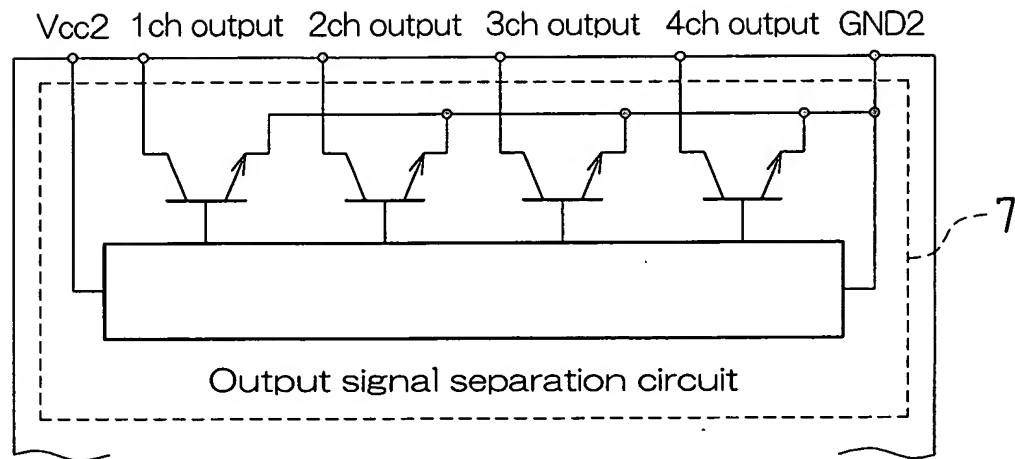 Vcc2 1ch output 2ch output 3ch output 4ch output GND2
7
Output signal separation circuit